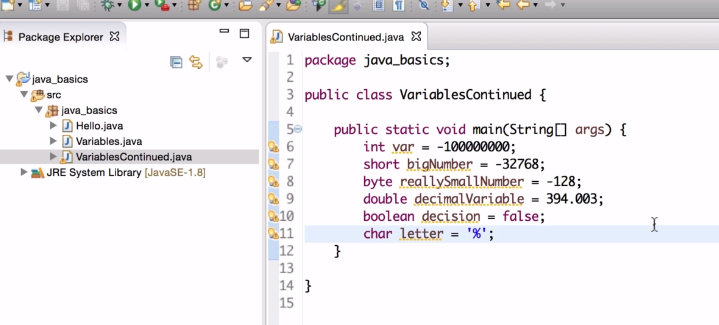 Package Explorer
java_basics
src
java_basics
Hello.java
Variables.java
VariablesContinued.java
JRE System Library [JavaSE-1.8]
VariablesContinued.java
1 package java_basics;
2
3 public class VariablesContinued {
4
5 public static void main(String[] args) {
6 int var = -100000000;
7 short bigNumber = -32768;
8 byte reallySmallNumber = -128;
9 double decimalVariable = 394.003;
10 boolean decision = false;
11 char letter = '%';
12 }
13
14 }
15